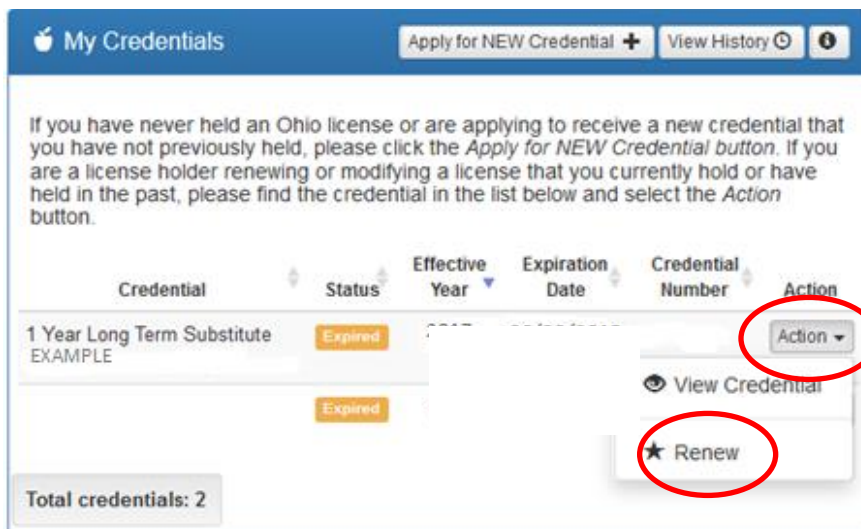 My Credentials
Apply for NEW Credential
View History
If you have never held an Ohio license or are applying to receive a new credential that
you have not previously held, please click the Apply for NEW Credential button. If you
are a license holder renewing or modifying a license that you currently hold or have
held in the past, please find the credential in the list below and select the Action
button.
Credential Status Effective Year Expiration Date Credential Number Action
1 Year Long Term Substitute Expired Action
EXAMPLE
View Credential
Expired
Renew
Total credentials: 2